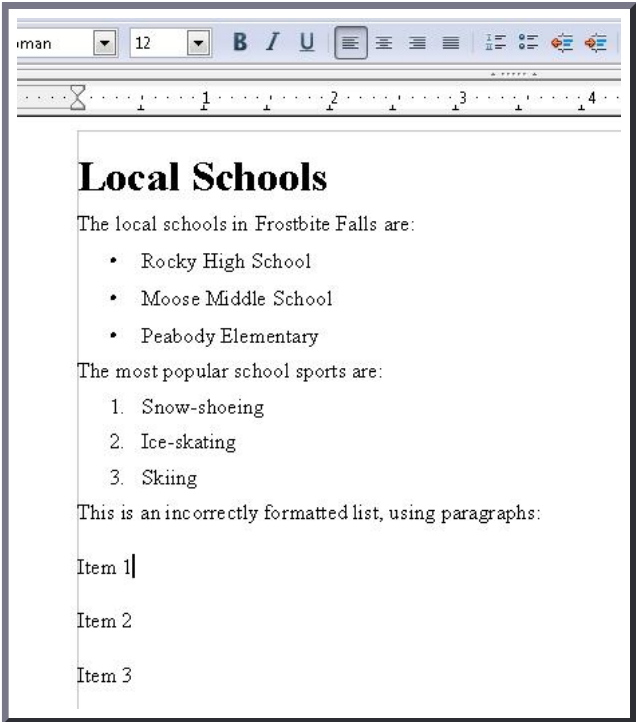 oman 12 B I U
1 2 3 4
Local Schools
The local schools in Frostbite Falls are:
• Rocky High School
• Moose Middle School
• Peabody Elementary
The most popular school sports are:
1. Snow-shoeing
2. Ice-skating
3. Skiing
This is an incorrectly formatted list, using paragraphs:
Item 1
Item 2
Item 3